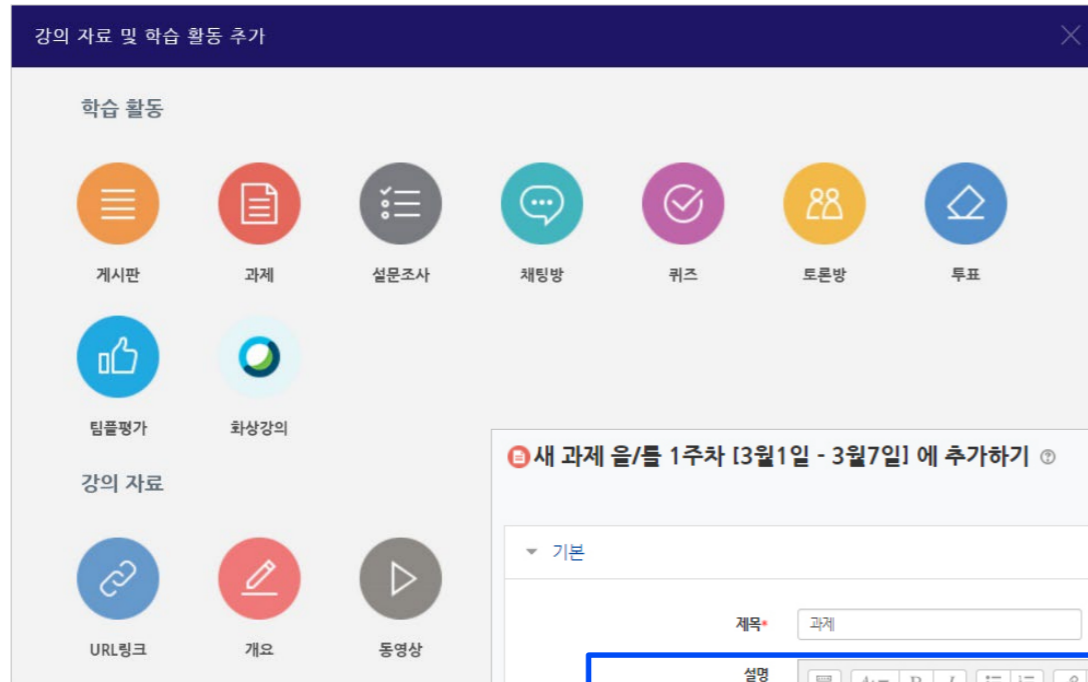 강의 자료 및 학습 활동 추가
학습 활동
게시판 과제 설문조사 채팅방 퀴즈 토론방 투표
팀플평가 화상강의
강의 자료
URL링크 개요 동영상
새 과제 을/를 1주차 [3월1일 - 3월7일] 에 추가하기
기본
제목* 과제
설명